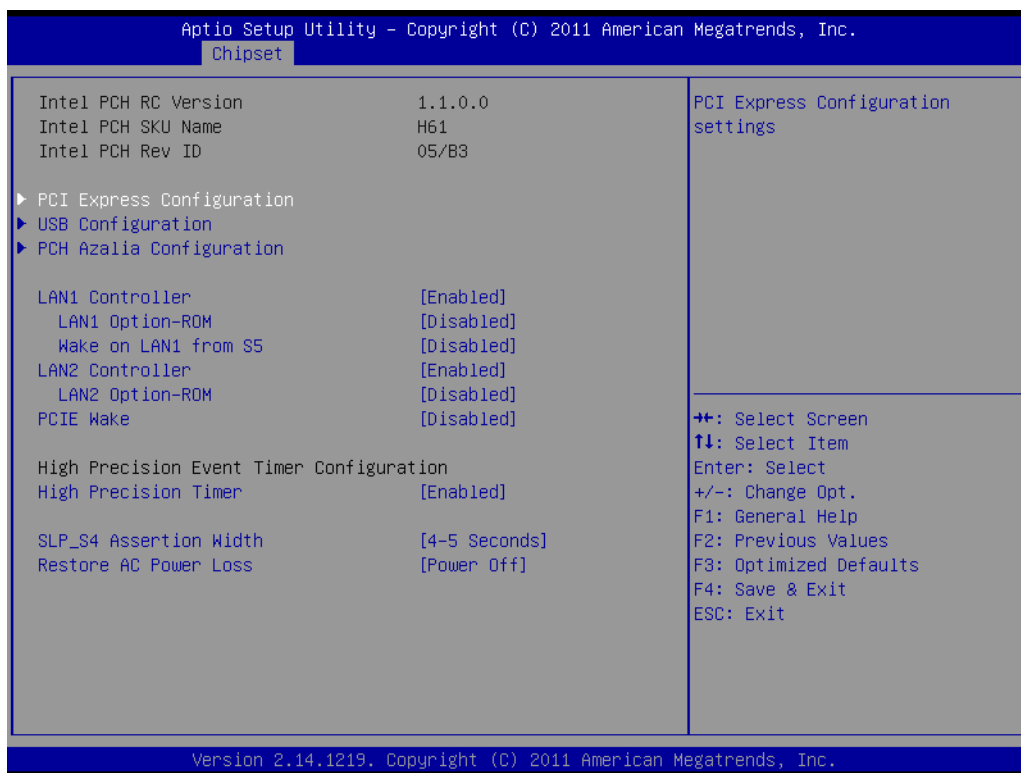 Aptio Setup Utility – Copyright (C) 2011 American Megatrends, Inc.
Chipset
Intel PCH RC Version 1.1.0.0
Intel PCH SKU Name H61
Intel PCH Rev ID 05/B3
PCI Express Configuration
USB Configuration
PCH Azalia Configuration
LAN1 Controller [Enabled]
LAN1 Option-ROM [Disabled]
Wake on LAN1 from S5 [Disabled]
LAN2 Controller [Enabled]
LAN2 Option-ROM [Disabled]
PCIE Wake [Disabled]
High Precision Event Timer Configuration
High Precision Timer [Enabled]
SLP_S4 Assertion Width [4-5 Seconds]
Restore AC Power Loss [Power Off]
PCI Express Configuration
settings
→←: Select Screen
↑↓: Select Item
Enter: Select
+/-: Change Opt.
F1: General Help
F2: Previous Values
F3: Optimized Defaults
F4: Save & Exit
ESC: Exit
Version 2.14.1219. Copyright (C) 2011 American Megatrends, Inc.